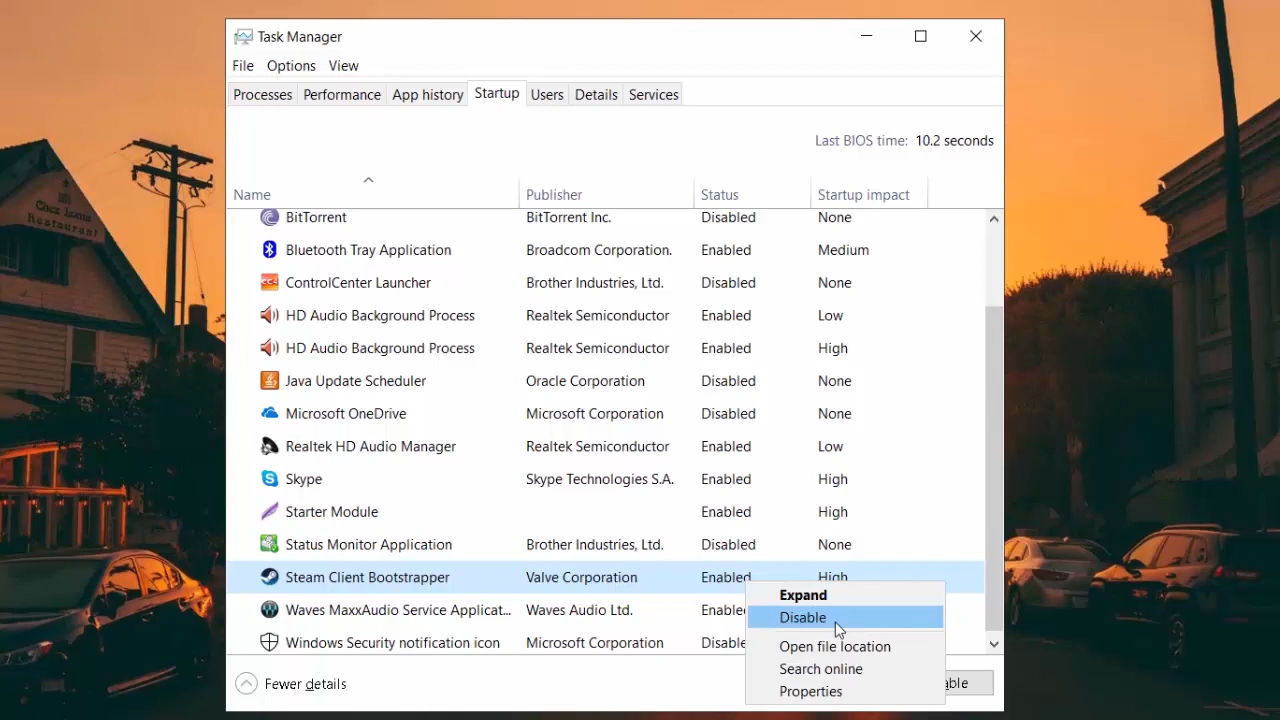 Task Manager
File Options View
Processes Performance App history Startup Users Details Services
Last BIOS time: 10.2 seconds
Name Publisher Status Startup impact
BitTorrent BitTorrent Inc. Disabled None
Bluetooth Tray Application Broadcom Corporation. Enabled Medium
ControlCenter Launcher Brother Industries, Ltd. Disabled None
HD Audio Background Process Realtek Semiconductor Enabled Low
HD Audio Background Process Realtek Semiconductor Enabled High
Java Update Scheduler Oracle Corporation Disabled None
Microsoft OneDrive Microsoft Corporation Disabled None
Realtek HD Audio Manager Realtek Semiconductor Enabled Low
Skype Skype Technologies S.A. Enabled High
Starter Module Enabled High
Status Monitor Application Brother Industries, Ltd. Disabled None
Steam Client Bootstrapper Valve Corporation Enabled High
Waves MaxxAudio Service Applicat... Waves Audio Ltd. Enable
Windows Security notification icon Microsoft Corporation Disable
Expand
Disable
Open file location
Search online
Properties
Fewer details able
Chez Loma
Restaurant
CC4